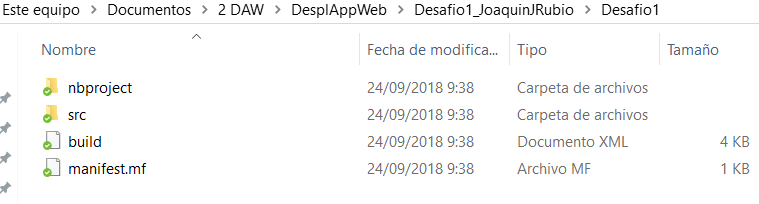 Este equipo > Documentos > 2 DAW > DesplAppWeb > Desafio1_JoaquinJRubio > Desafio1
Nombre Fecha de modifica... Tipo Tamaño
nbproject 24/09/2018 9:38 Carpeta de archivos
src 24/09/2018 9:38 Carpeta de archivos
build 24/09/2018 9:38 Documento XML 4 KB
manifest.mf 24/09/2018 9:38 Archivo MF 1 KB